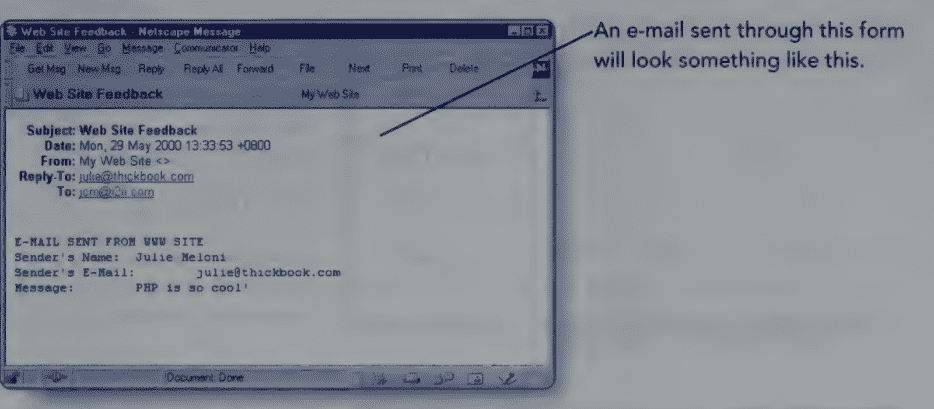 Web Site Feedback - Netscape Message
File Edit View Go Message Communicator Help
Get Msg New Msg Reply Reply All Forward File Next Print Delete
Web Site Feedback My Web Site
Subject: Web Site Feedback
Date: Mon, 29 May 2000 13:33:53 +0800
From: My Web Site <>
Reply-To: julie@thickbook.com
To:
E-MAIL SENT FROM WWW SITE
Sender's Name: Julie Meloni
Sender's E-Mail: julie@thickbook.com
Message: PHP is so cool!
Document Done
An e-mail sent through this form
will look something like this.